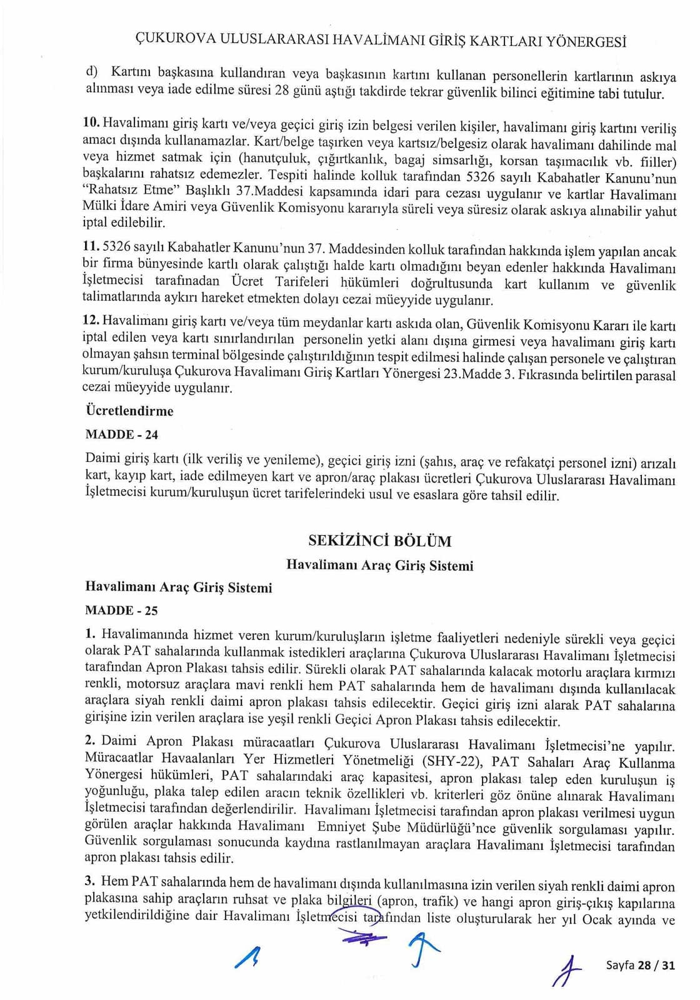 ÇUKUROVA ULUSLARARASI HAVALİMANI GİRİŞ KARTLARI YÖNERGESİ
d) Kartını başkasına kullandıran veya başkasının kartını kullanan personellerin kartlarının askıya
alınması veya iade edilme süresi 28 günü aştığı takdirde tekrar güvenlik bilinci eğitimine tabi tutulur.
10. Havalimanı giriş kartı ve/veya geçici giriş izin belgesi verilen kişiler, havalimanı giriş kartını veriliş
amacı dışında kullanamazlar. Kart/belge taşırken veya kartsız/belgesiz olarak havalimanı dahilinde mal
veya hizmet satmak için (hanutçuluk, çığırtkanlık, bagaj simsarlığı, korsan taşımacılık vb. fiiller)
başkalarını rahatsız edemezler. Tespiti halinde kolluk tarafından 5326 sayılı Kabahatler Kanunu’nun
“Rahatsız Etme” Başlıklı 37.Maddesi kapsamında idari para cezası uygulanır ve kartlar Havalimanı
Mülki İdare Amiri veya Güvenlik Komisyonu kararıyla süreli veya süresiz olarak askıya alınabilir yahut
iptal edilebilir.
11. 5326 sayılı Kabahatler Kanunu’nun 37. Maddesinden kolluk tarafından hakkında işlem yapılan ancak
bir firma bünyesinde kartlı olarak çalıştığı halde kartı olmadığını beyan edenler hakkında Havalimanı
İşletmecisi tarafınadan Ücret Tarifeleri hükümleri doğrultusunda kart kullanım ve güvenlik
talimatlarında aykırı hareket etmekten dolayı cezai müeyyide uygulanır.
12. Havalimanı giriş kartı ve/veya tüm meydanlar kartı askıda olan, Güvenlik Komisyonu Kararı ile kartı
iptal edilen veya kartı sınırlandırılan personelin yetki alanı dışına girmesi veya havalimanı giriş kartı
olmayan şahsın terminal bölgesinde çalıştırıldığının tespit edilmesi halinde çalışan personele ve çalıştıran
kurum/kuruluşa Çukurova Havalimanı Giriş Kartları Yönergesi 23.Madde 3. Fıkrasında belirtilen parasal
cezai müeyyide uygulanır.
Ücretlendirme
MADDE - 24
Daimi giriş kartı (ilk veriliş ve yenileme), geçici giriş izni (şahıs, araç ve refakatçi personel izni) arızalı
kart, kayıp kart, iade edilmeyen kart ve apron/araç plakası ücretleri Çukurova Uluslararası Havalimanı
İşletmecisi kurum/kuruluşun ücret tarifelerindeki usul ve esaslara göre tahsil edilir.
SEKİZİNCİ BÖLÜM
Havalimanı Araç Giriş Sistemi
Havalimanı Araç Giriş Sistemi
MADDE - 25
1. Havalimanında hizmet veren kurum/kuruluşların işletme faaliyetleri nedeniyle sürekli veya geçici
olarak PAT sahalarında kullanmak istedikleri araçlarına Çukurova Uluslararası Havalimanı İşletmecisi
tarafından Apron Plakası tahsis edilir. Sürekli olarak PAT sahalarında kalacak motorlu araçlara kırmızı
renkli, motorsuz araçlara mavi renkli hem PAT sahalarında hem de havalimanı dışında kullanılacak
araçlara siyah renkli daimi apron plakası tahsis edilecektir. Geçici giriş izni alarak PAT sahalarına
girişine izin verilen araçlara ise yeşil renkli Geçici Apron Plakası tahsis edilecektir.
2. Daimi Apron Plakası müracaatları Çukurova Uluslararası Havalimanı İşletmecisi’ne yapılır.
Müracaatlar Havaalanları Yer Hizmetleri Yönetmeliği (SHY-22), PAT Sahaları Araç Kullanma
Yönergesi hükümleri, PAT sahalarındaki araç kapasitesi, apron plakası talep eden kuruluşun iş
yoğunluğu, plaka talep edilen aracın teknik özellikleri vb. kriterleri göz önüne alınarak Havalimanı
İşletmecisi tarafından değerlendirilir. Havalimanı İşletmecisi tarafından apron plakası verilmesi uygun
görülen araçlar hakkında Havalimanı Emniyet Şube Müdürlüğü’nce güvenlik sorgulaması yapılır.
Güvenlik sorgulaması sonucunda kaydına rastlanılmayan araçlara Havalimanı İşletmecisi tarafından
apron plakası tahsis edilir.
3. Hem PAT sahalarında hem de havalimanı dışında kullanılmasına izin verilen siyah renkli daimi apron
plakasına sahip araçların ruhsat ve plaka bilgileri (apron, trafik) ve hangi apron giriş-çıkış kapılarına
yetkilendirildiğine dair Havalimanı İşletmecisi tarafından liste oluşturularak her yıl Ocak ayında ve
Sayfa 28 / 31